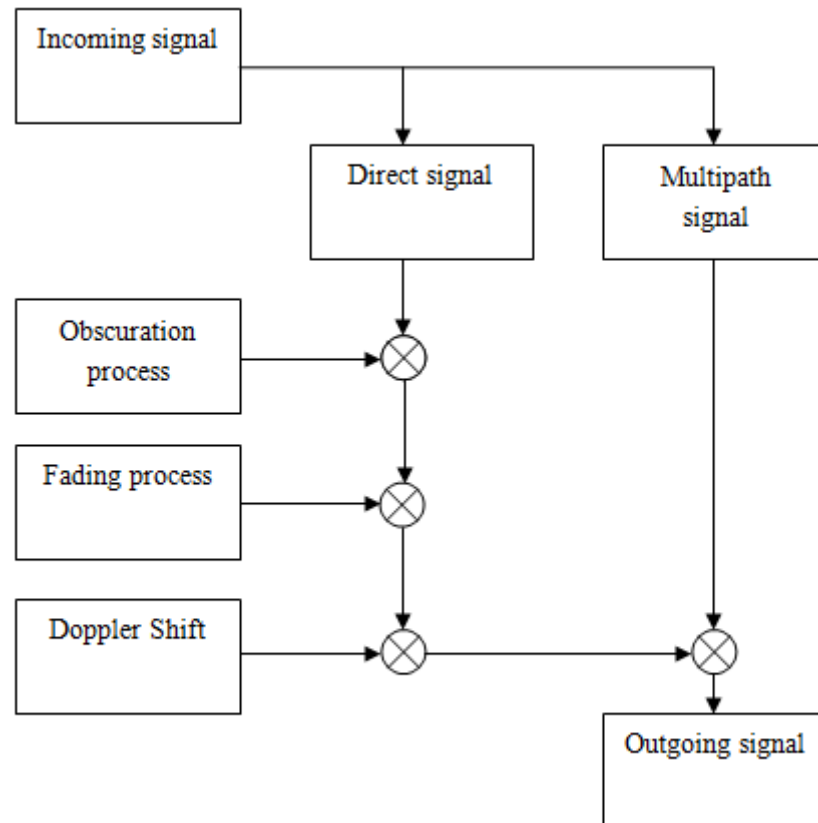 Incoming signal
Direct signal
Multipath
signal
Obscuration
process
Fading process
Doppler Shift
Outgoing signal